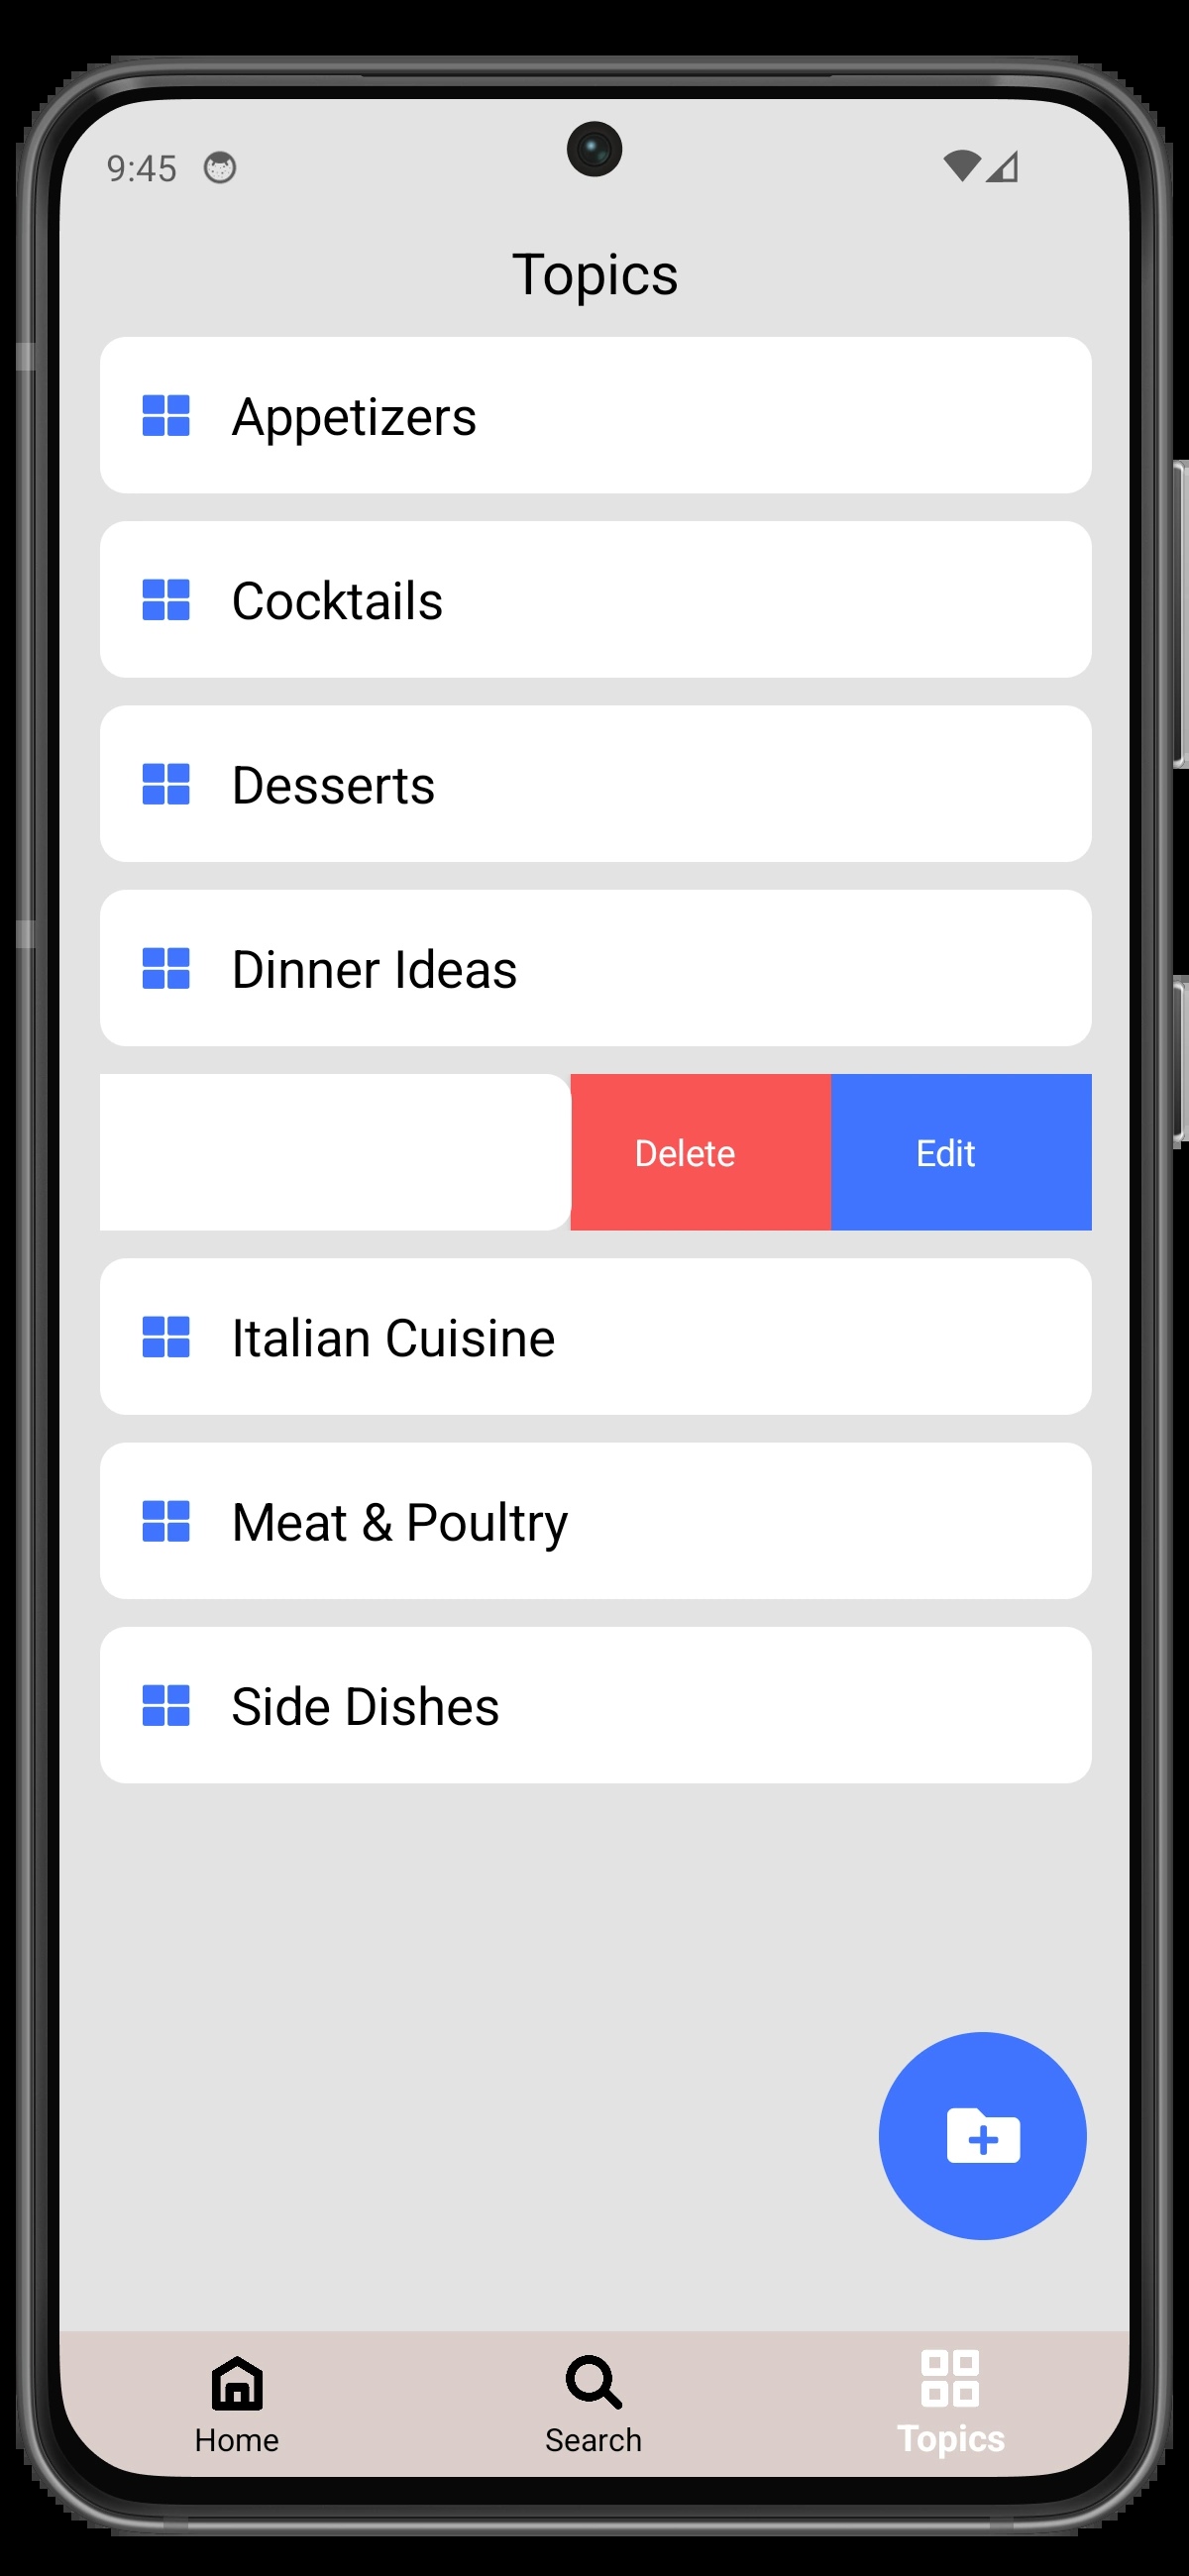 9:45
Topics
Appetizers
Cocktails
Desserts
Dinner Ideas
Delete Edit
Italian Cuisine
Meat & Poultry
Side Dishes
Home Search Topics